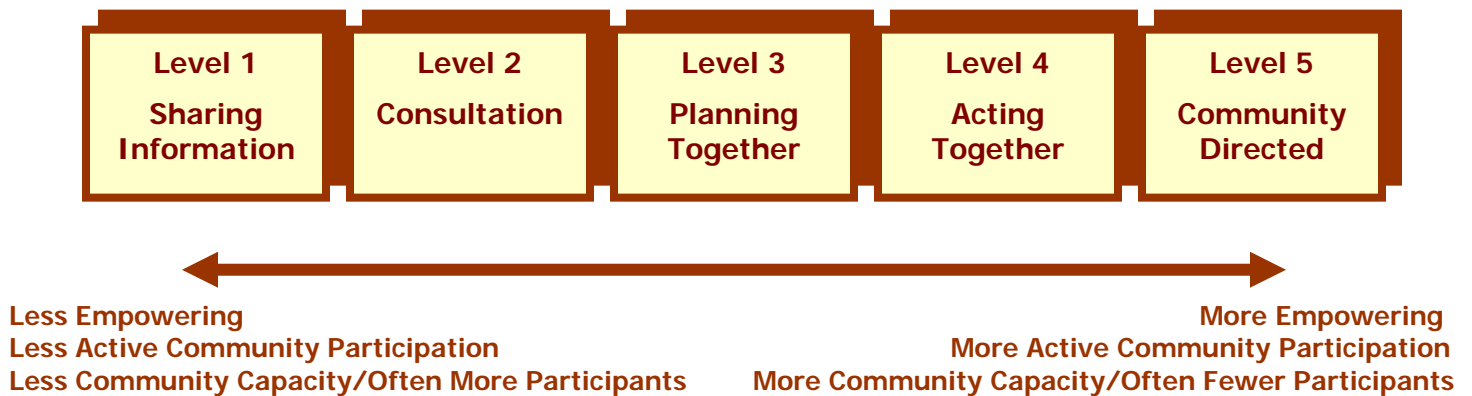 Level 1
Sharing
Information
Level 2
Consultation
Level 3
Planning
Together
Level 4
Acting
Together
Level 5
Community
Directed
Less Empowering
Less Active Community Participation
Less Community Capacity/Often More Participants
More Empowering
More Active Community Participation
More Community Capacity/Often Fewer Participants